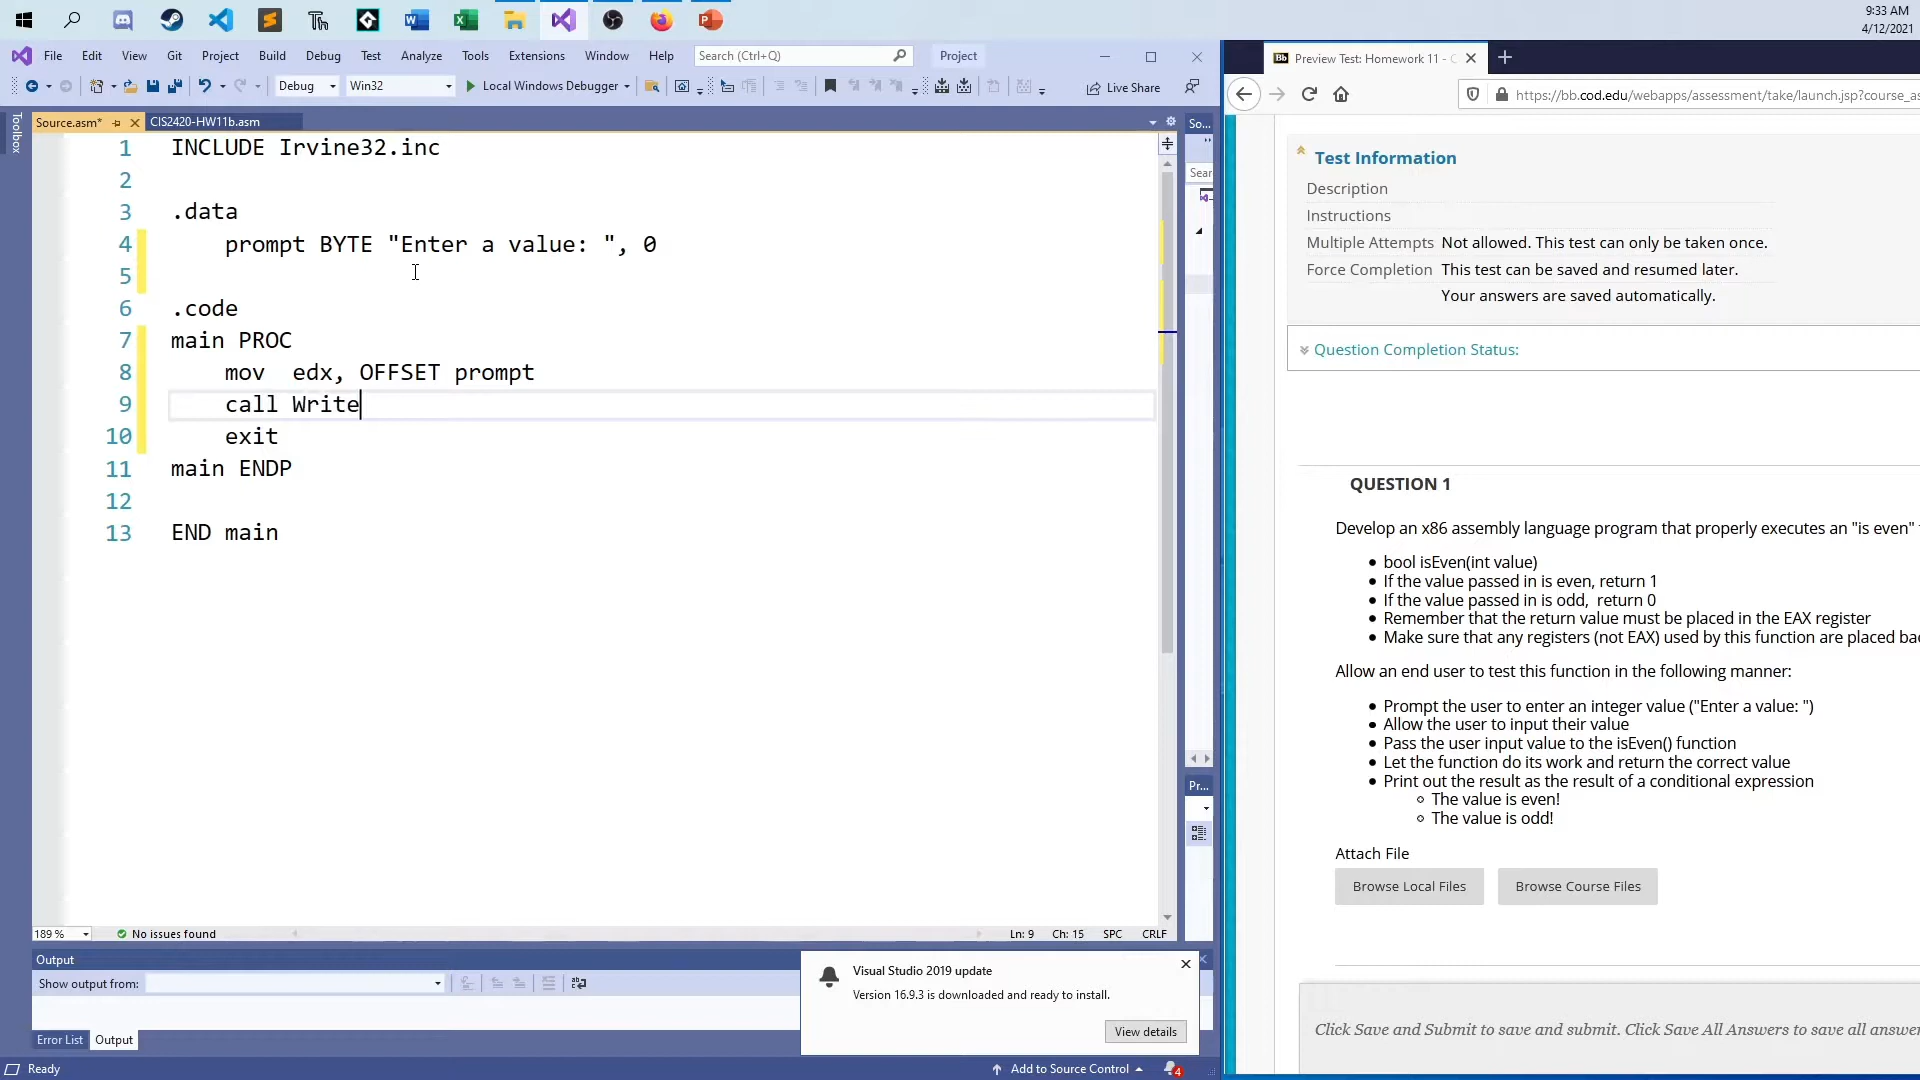 9:33 AM
4/12/2021
File Edit View Git Project Build Debug Test Analyze Tools Extensions Window Help Search (Ctrl+Q) Project
Debug Win32 Local Windows Debugger Live Share
Toolbox
Source.asm* CIS2420-HW11b.asm
So...
Sear
1 INCLUDE Irvine32.inc
2
3 .data
4 prompt BYTE "Enter a value: ", 0
5
6 .code
7 main PROC
8 mov edx, OFFSET prompt
9 call Write
10 exit
11 main ENDP
12
13 END main
Pr...
189 % No issues found Ln: 9 Ch: 15 SPC CRLF
Output
Show output from:
Error List Output
Visual Studio 2019 update
Version 16.9.3 is downloaded and ready to install.
View details
Ready Add to Source Control 4
Bb Preview Test: Homework 11 - C
https://bb.cod.edu/webapps/assessment/take/launch.jsp?course_as
Test Information
Description
Instructions
Multiple Attempts Not allowed. This test can only be taken once.
Force Completion This test can be saved and resumed later.
Your answers are saved automatically.
Question Completion Status:
QUESTION 1
Develop an x86 assembly language program that properly executes an "is even"
• bool isEven(int value)
• If the value passed in is even, return 1
• If the value passed in is odd, return 0
• Remember that the return value must be placed in the EAX register
• Make sure that any registers (not EAX) used by this function are placed bac
Allow an end user to test this function in the following manner:
• Prompt the user to enter an integer value ("Enter a value: ")
• Allow the user to input their value
• Pass the user input value to the isEven() function
• Let the function do its work and return the correct value
• Print out the result as the result of a conditional expression
◦ The value is even!
◦ The value is odd!
Attach File
Browse Local Files Browse Course Files
Click Save and Submit to save and submit. Click Save All Answers to save all answer